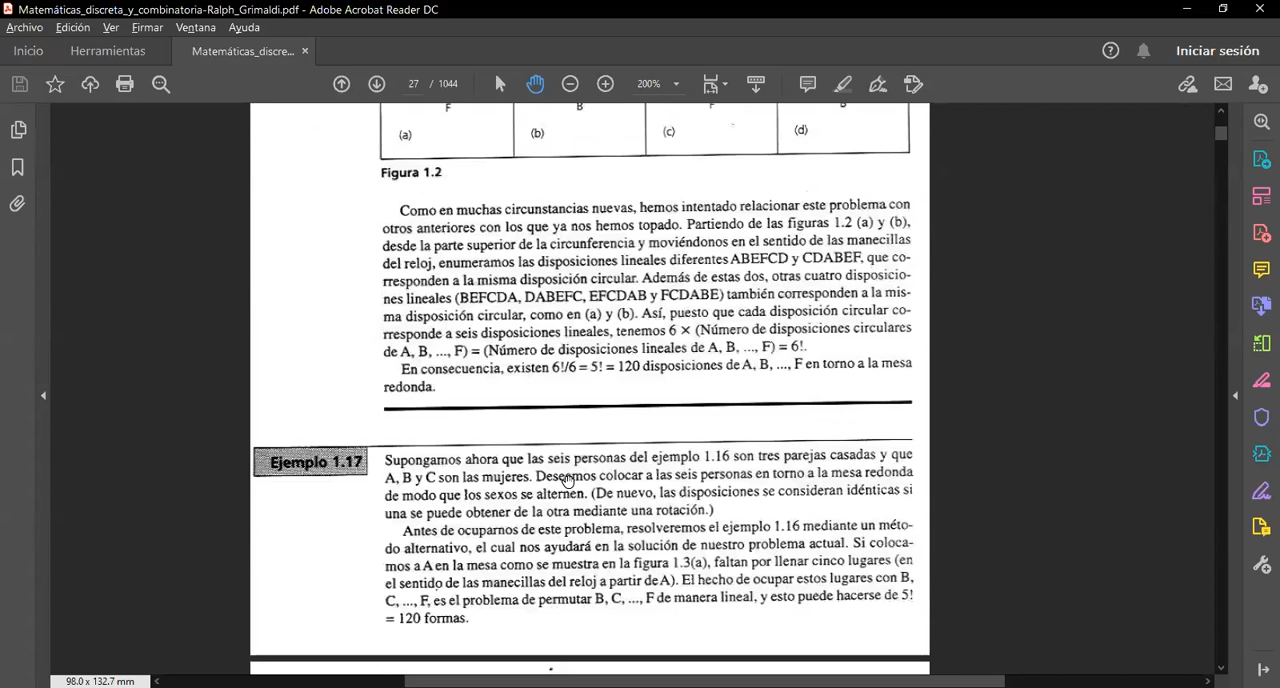 Matemáticas_discreta_y_combinatoria-Ralph_Grimaldi.pdf - Adobe Acrobat Reader DC
Archivo Edición Ver Firmar Ventana Ayuda
Inicio Herramientas Matemáticas_discre... × Iniciar sesión
27 / 1044 200%
F B F B
(a) (b) (c) (d)
Figura 1.2
Como en muchas circunstancias nuevas, hemos intentado relacionar este problema con
otros anteriores con los que ya nos hemos topado. Partiendo de las figuras 1.2 (a) y (b),
desde la parte superior de la circunferencia y moviéndonos en el sentido de las manecillas
del reloj, enumeramos las disposiciones lineales diferentes ABEFCD y CDABEF, que co-
rresponden a la misma disposición circular. Además de estas dos, otras cuatro disposicio-
nes lineales (BEFCDA, DABEFC, EFCDAB y FCDABE) también corresponden a la mis-
ma disposición circular, como en (a) y (b). Así, puesto que cada disposición circular co-
rresponde a seis disposiciones lineales, tenemos 6 × (Número de disposiciones circulares
de A, B, ..., F) = (Número de disposiciones lineales de A, B, ..., F) = 6!.
En consecuencia, existen 6!/6 = 5! = 120 disposiciones de A, B, ..., F en torno a la mesa
redonda.
Ejemplo 1.17
Supongamos ahora que las seis personas del ejemplo 1.16 son tres parejas casadas y que
A, B y C son las mujeres. Deseamos colocar a las seis personas en torno a la mesa redonda
de modo que los sexos se alternen. (De nuevo, las disposiciones se consideran idénticas si
una se puede obtener de la otra mediante una rotación.)
Antes de ocuparnos de este problema, resolveremos el ejemplo 1.16 mediante un méto-
do alternativo, el cual nos ayudará en la solución de nuestro problema actual. Si coloca-
mos a A en la mesa como se muestra en la figura 1.3(a), faltan por llenar cinco lugares (en
el sentido de las manecillas del reloj a partir de A). El hecho de ocupar estos lugares con B,
C, ..., F, es el problema de permutar B, C, ..., F de manera lineal, y esto puede hacerse de 5!
= 120 formas.
98.0 x 132.7 mm